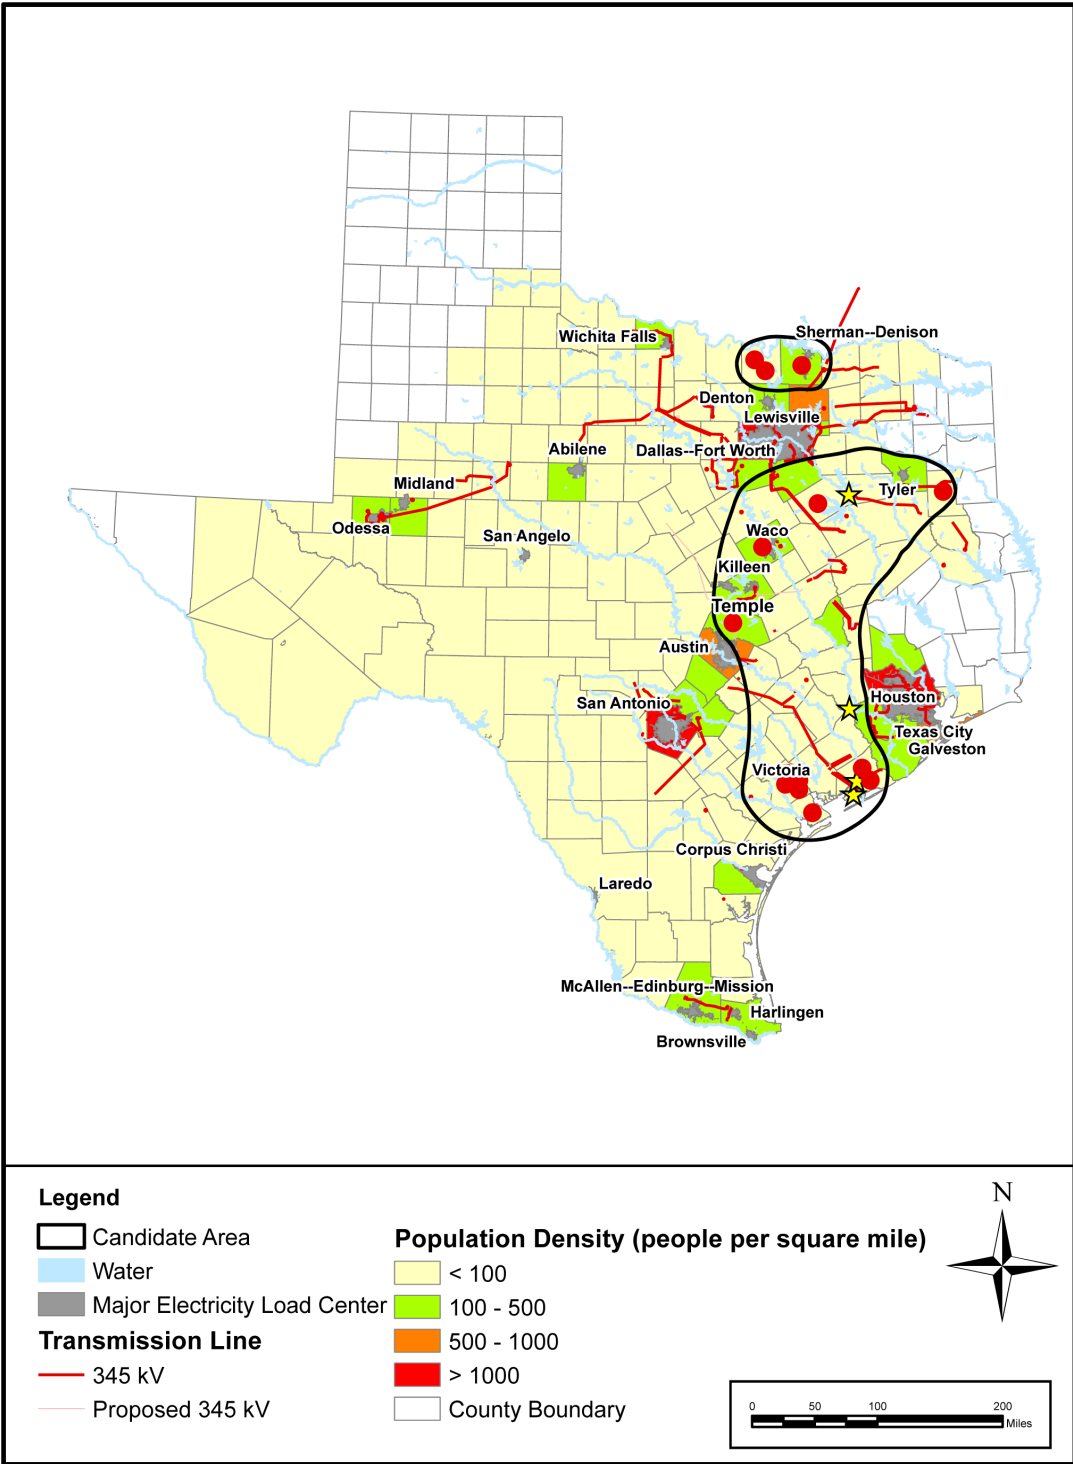 Sherman--Denison
Wichita Falls
Denton
Lewisville
Dallas--Fort Worth
Abilene
Midland
Tyler
Odessa
San Angelo
Waco
Killeen
Temple
Austin
San Antonio
Houston
Texas City
Galveston
Victoria
Corpus Christi
Laredo
McAllen--Edinburg--Mission
Harlingen
Brownsville
Legend
Candidate Area
Water
Major Electricity Load Center
Transmission Line
345 kV
Proposed 345 kV
Population Density (people per square mile)
< 100
100 - 500
500 - 1000
> 1000
County Boundary
N
0 50 100 200
Miles